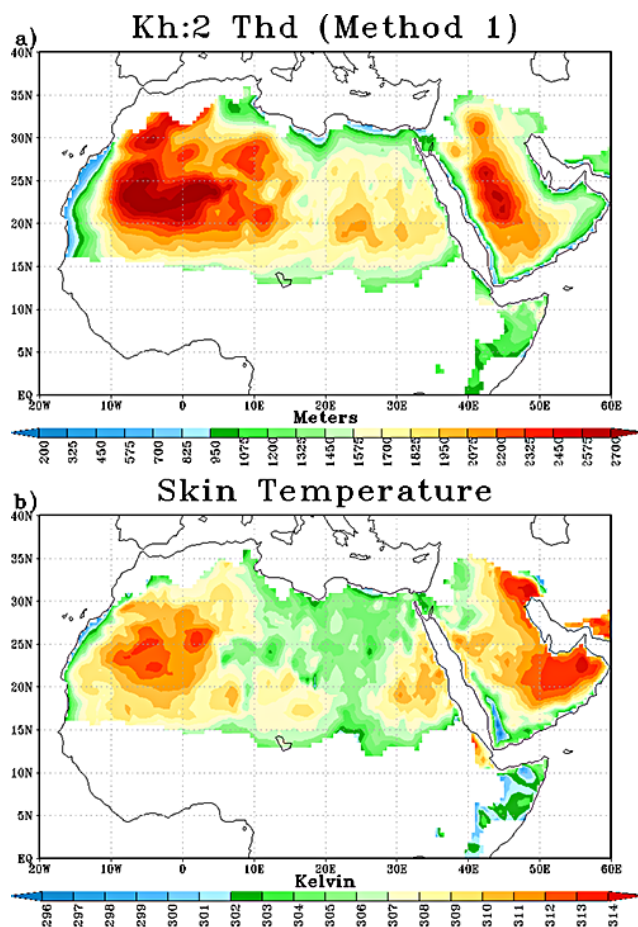 Kh:2 Thd (Method 1)
a)
40N
35N
30N
25N
20N
15N
10N
5N
EQ
20W 10W 0 10E 20E 30E 40E 50E 60E
Meters
200 325 450 575 700 825 950 1075 1200 1325 1450 1575 1700 1825 1950 2075 2200 2325 2450 2575 2700
b) Skin Temperature
40N
35N
30N
25N
20N
15N
10N
5N
EQ
20W 10W 0 10E 20E 30E 40E 50E 60E
Kelvin
296 297 298 299 300 301 302 303 304 305 306 307 308 309 310 311 312 313 314